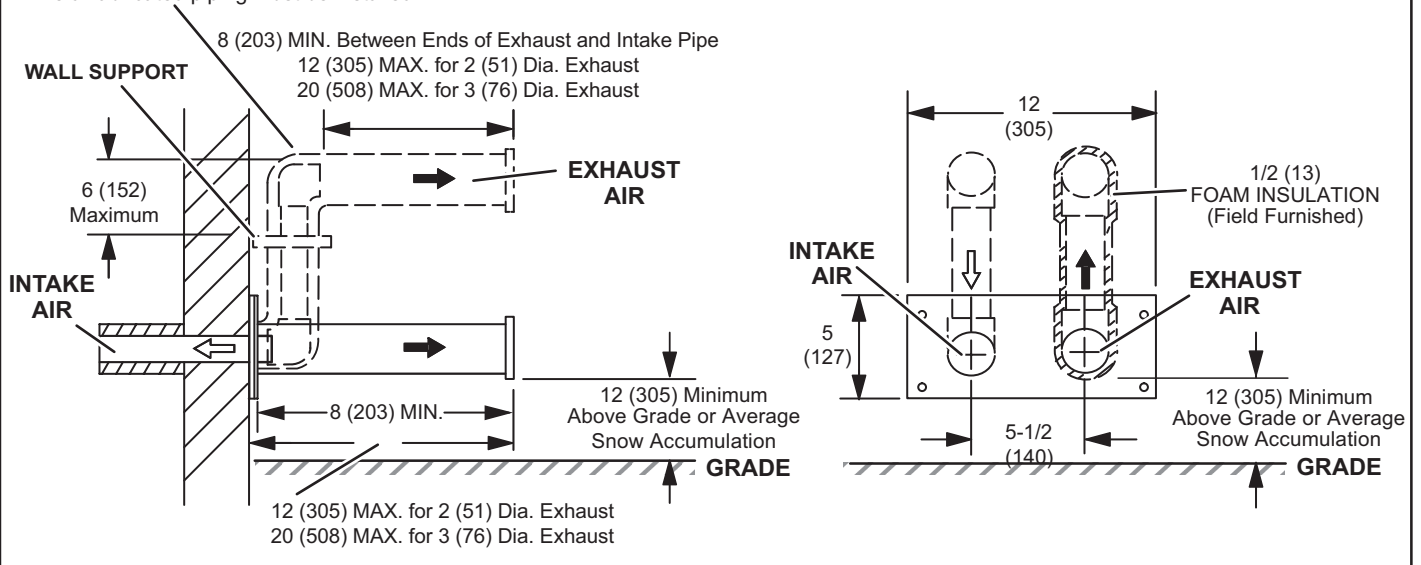 8 (203) MIN. Between Ends of Exhaust and Intake Pipe
12 (305) MAX. for 2 (51) Dia. Exhaust
20 (508) MAX. for 3 (76) Dia. Exhaust
WALL SUPPORT
EXHAUST
AIR
6 (152)
Maximum
INTAKE
AIR
8 (203) MIN.
12 (305) Minimum
Above Grade or Average
Snow Accumulation
GRADE
12 (305) MAX. for 2 (51) Dia. Exhaust
20 (508) MAX. for 3 (76) Dia. Exhaust
12
(305)
1/2 (13)
FOAM INSULATION
(Field Furnished)
INTAKE
AIR
EXHAUST
AIR
5
(127)
12 (305) Minimum
Above Grade or Average
Snow Accumulation
5-1/2
(140)
GRADE